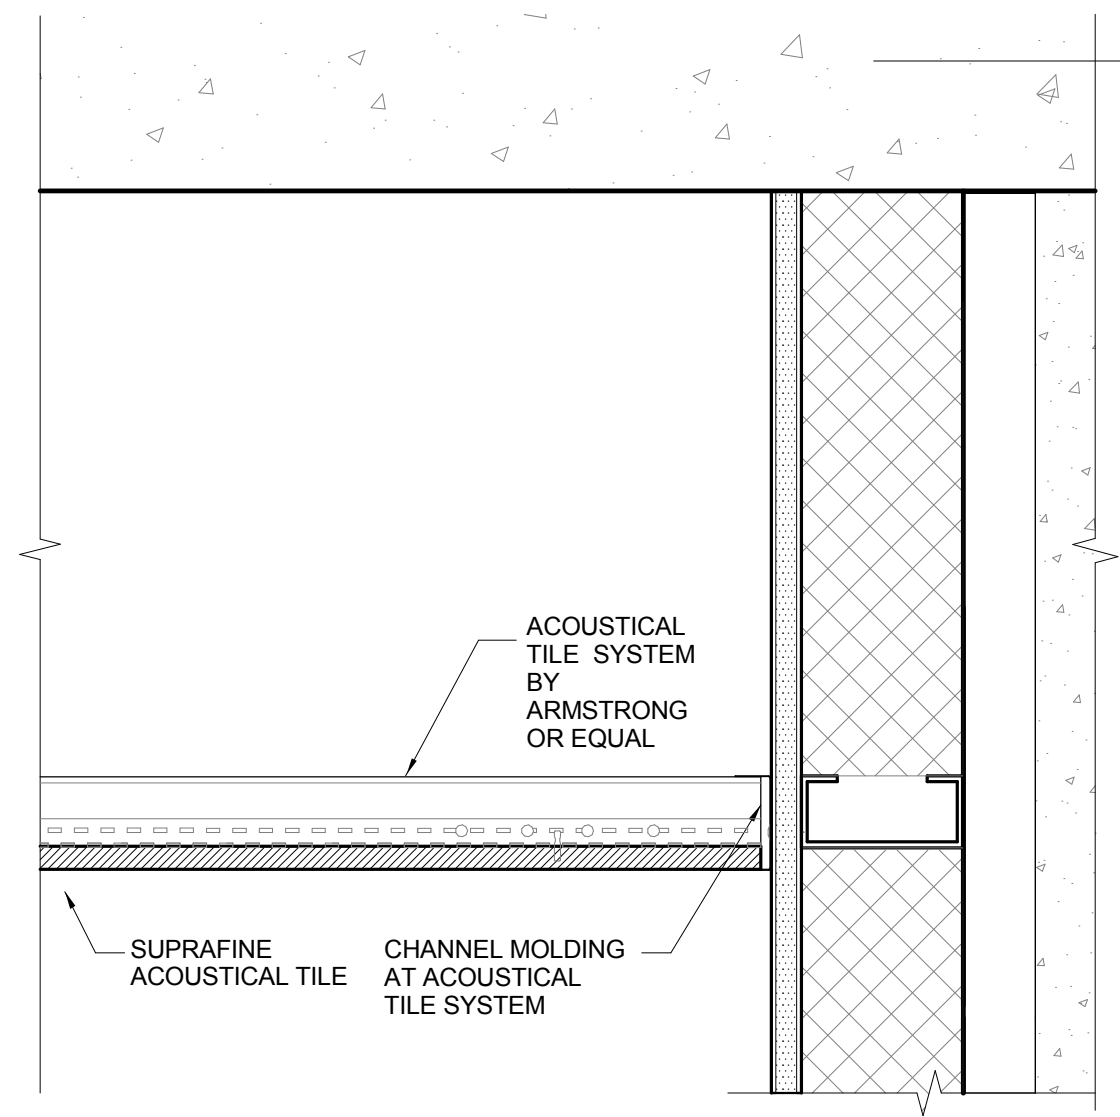 ACOUSTICAL
TILE SYSTEM
BY
ARMSTRONG
OR EQUAL
SUPRAFINE
ACOUSTICAL TILE
CHANNEL MOLDING
AT ACOUSTICAL
TILE SYSTEM